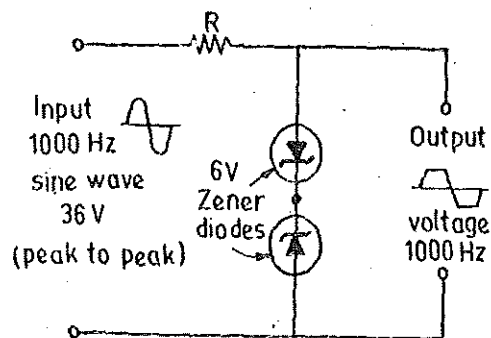 R
Input
1000 Hz
sine wave
36 V
(peak to peak)
6V
Zener
diodes
Output
voltage
1000 Hz